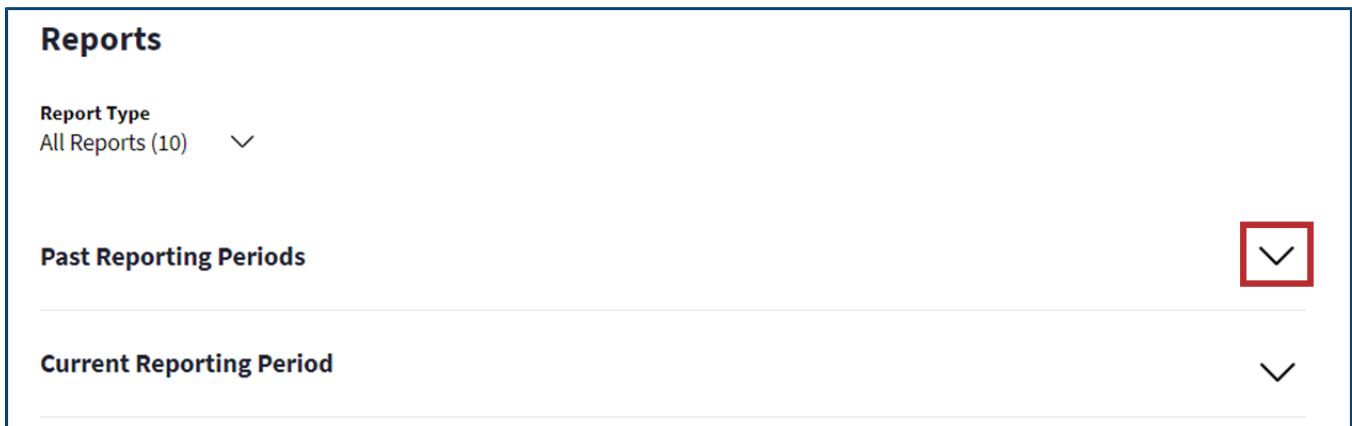 Reports
Report Type
All Reports (10)
Past Reporting Periods
Current Reporting Period